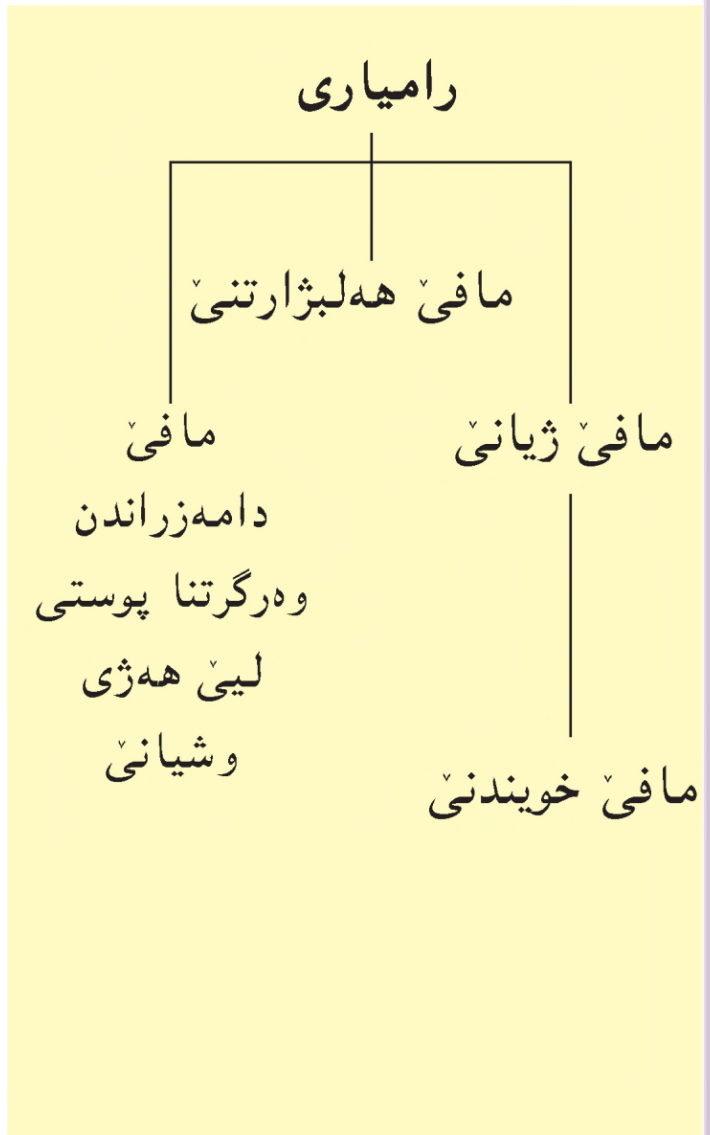 رامیاری
مافێ هەلبژارتنێ
مافێ ژیانێ
مافێ
دامەزراندن
وەرگرتنا پوستی
لیێ هەژی
وشیانێ
مافێ خویندنێ